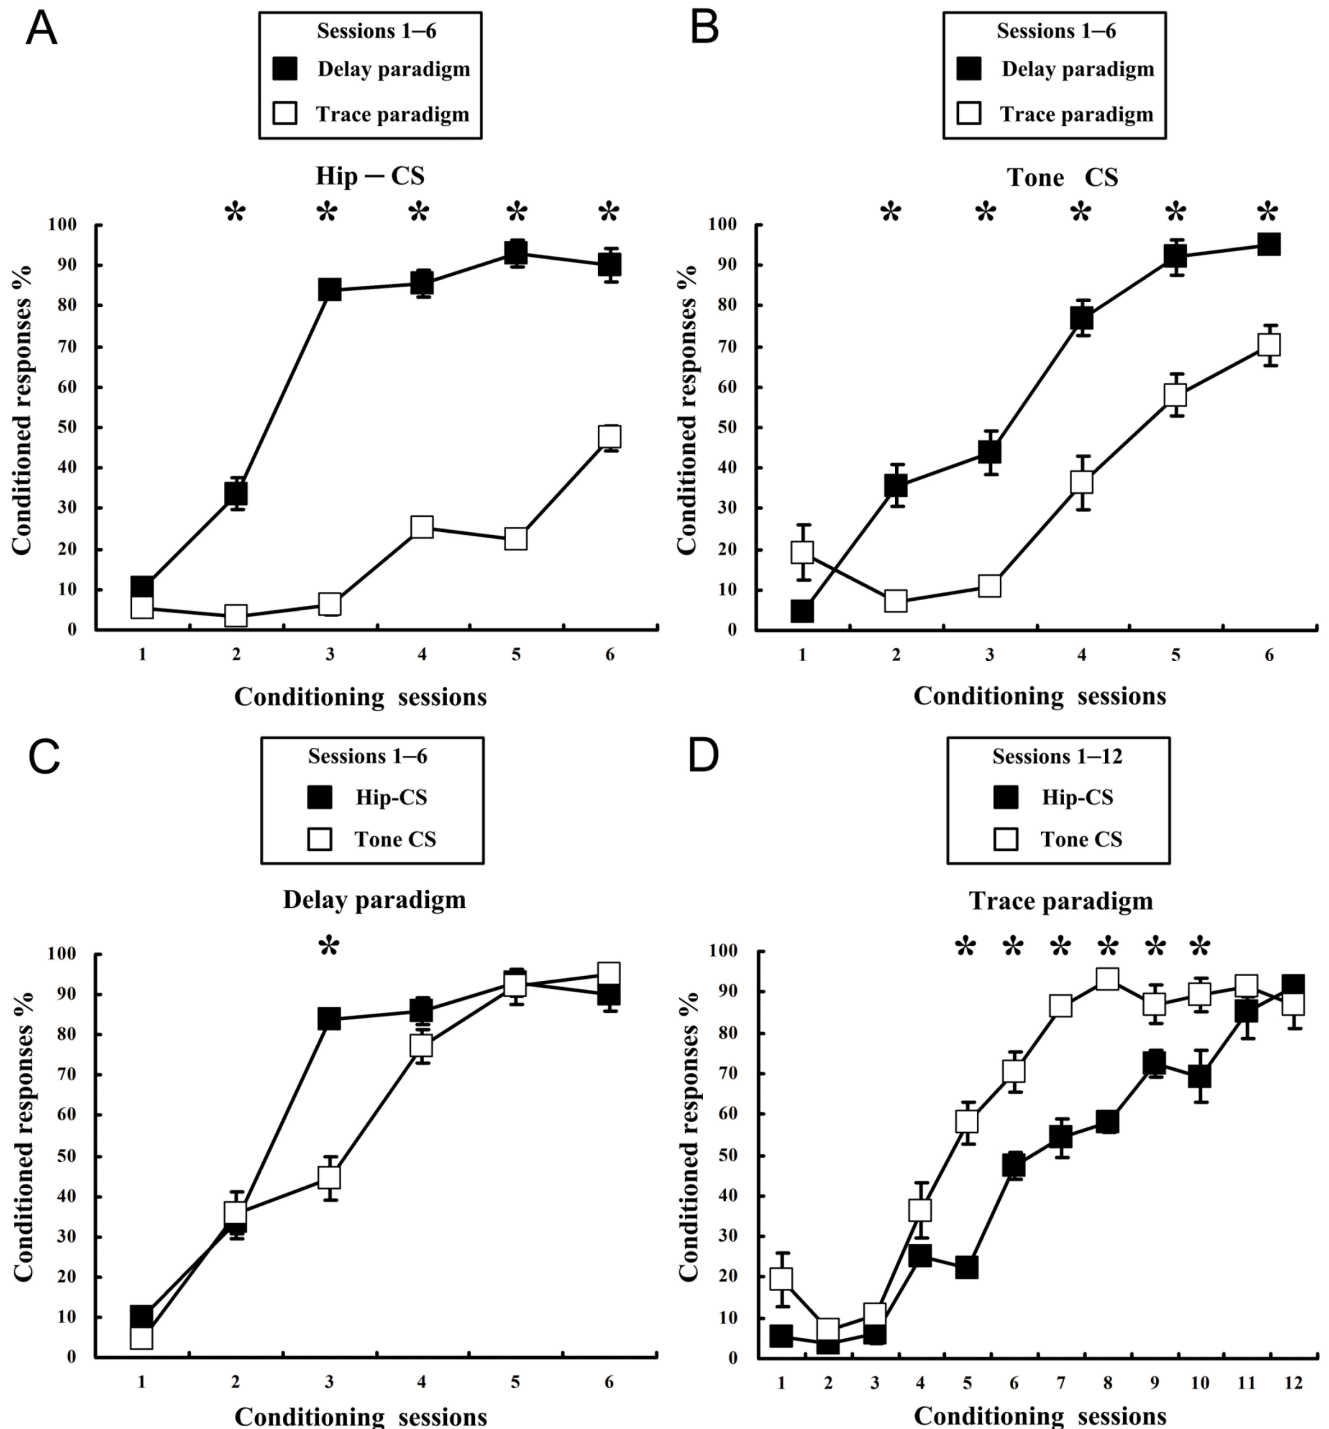 A
Sessions 1–6
Delay paradigm
Trace paradigm
Hip – CS
* * * * *
Conditioned responses %
100
90
80
70
60
50
40
30
20
10
0
1 2 3 4 5 6
Conditioning sessions
B
Sessions 1–6
Delay paradigm
Trace paradigm
Tone CS
* * * * *
Conditioned responses %
100
90
80
70
60
50
40
30
20
10
0
1 2 3 4 5 6
Conditioning sessions
C
Sessions 1–6
Hip-CS
Tone CS
Delay paradigm
*
Conditioned responses %
100
90
80
70
60
50
40
30
20
10
0
1 2 3 4 5 6
Conditioning sessions
D
Sessions 1–12
Hip-CS
Tone CS
Trace paradigm
* * * * * *
Conditioned responses %
100
90
80
70
60
50
40
30
20
10
0
1 2 3 4 5 6 7 8 9 10 11 12
Conditioning sessions